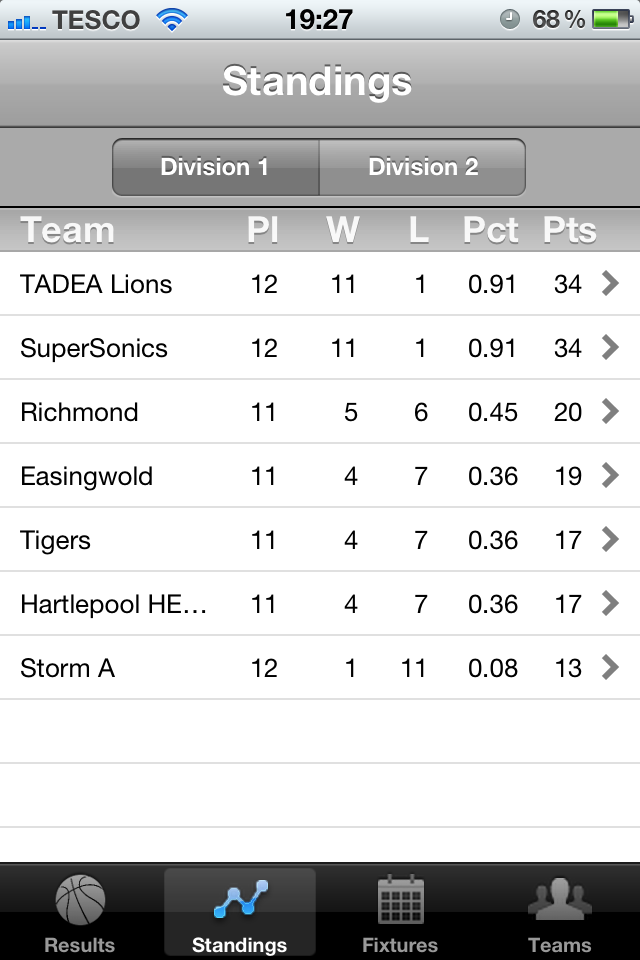 TESCO 19:27 68 %
Standings
Division 1 Division 2
Team Pl W L Pct Pts
TADEA Lions 12 11 1 0.91 34
SuperSonics 12 11 1 0.91 34
Richmond 11 5 6 0.45 20
Easingwold 11 4 7 0.36 19
Tigers 11 4 7 0.36 17
Hartlepool HE... 11 4 7 0.36 17
Storm A 12 1 11 0.08 13
Results Standings Fixtures Teams